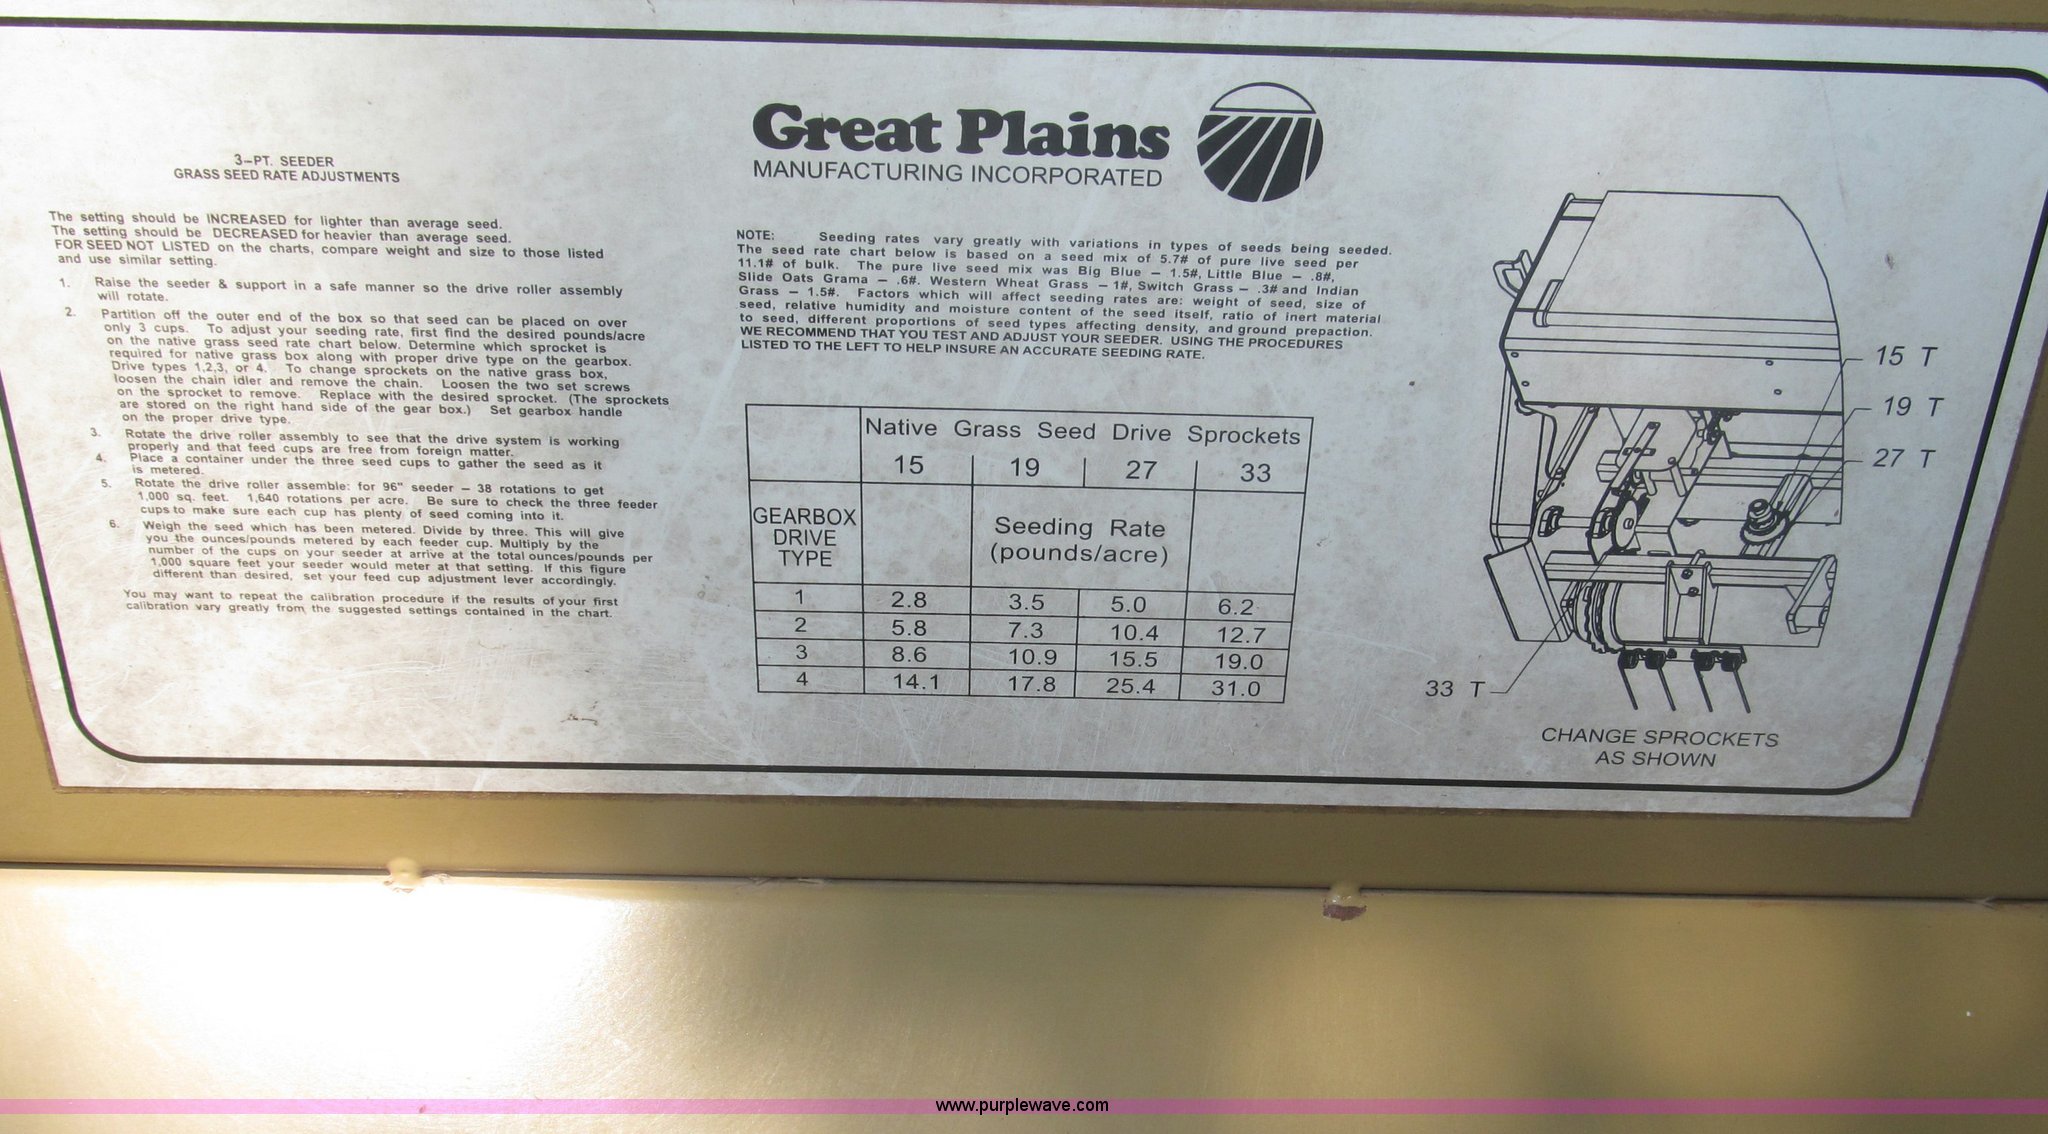 3-PT. SEEDER
GRASS SEED RATE ADJUSTMENTS
The setting should be INCREASED for lighter than average seed.
The setting should be DECREASED for heavier than average seed.
FOR SEED NOT LISTED on the charts, compare weight and size to those listed
and use similar setting.
1. Raise the seeder & support in a safe manner so the drive roller assembly
will rotate.
2. Partition off the outer end of the box so that seed can be placed on over
only 3 cups. To adjust your seeding rate, first find the desired pounds/acre
on the native grass seed rate chart below. Determine which sprocket is
required for native grass box along with proper drive type on the gearbox.
Drive types 1,2,3, or 4. To change sprockets on the native grass box,
loosen the chain idler and remove the chain. Loosen the two set screws
on the sprocket to remove. Replace with the desired sprocket. (The sprockets
are stored on the right hand side of the gear box.) Set gearbox handle
on the proper drive type.
3. Rotate the drive roller assembly to see that the drive system is working
properly and that feed cups are free from foreign matter.
4. Place a container under the three seed cups to gather the seed as it
is metered.
5. Rotate the drive roller assemble: for 96" seeder – 38 rotations to get
1,000 sq. feet. 1,640 rotations per acre. Be sure to check the three feeder
cups to make sure each cup has plenty of seed coming into it.
6. Weigh the seed which has been metered. Divide by three. This will give
you the ounces/pounds metered by each feeder cup. Multiply by the
number of the cups on your seeder at arrive at the total ounces/pounds per
1,000 square feet your seeder would meter at that setting. If this figure
different than desired, set your feed cup adjustment lever accordingly.
You may want to repeat the calibration procedure if the results of your first
calibration vary greatly from the suggested settings contained in the chart.
Great Plains
MANUFACTURING INCORPORATED
NOTE: Seeding rates vary greatly with variations in types of seeds being seeded.
The seed rate chart below is based on a seed mix of 5.7# of pure live seed per
11.1# of bulk. The pure live seed mix was Big Blue – 1.5#, Little Blue – .8#,
Slide Oats Grama – .6#. Western Wheat Grass – 1#, Switch Grass – .3# and Indian
Grass – 1.5#. Factors which will affect seeding rates are: weight of seed, size of
seed, relative humidity and moisture content of the seed itself, ratio of inert material
to seed, different proportions of seed types affecting density, and ground prepaction.
WE RECOMMEND THAT YOU TEST AND ADJUST YOUR SEEDER. USING THE PROCEDURES
LISTED TO THE LEFT TO HELP INSURE AN ACCURATE SEEDING RATE.
Native Grass Seed Drive Sprockets
15 19 27 33
GEARBOX
DRIVE
TYPE
Seeding Rate
(pounds/acre)
1 2.8 3.5 5.0 6.2
2 5.8 7.3 10.4 12.7
3 8.6 10.9 15.5 19.0
4 14.1 17.8 25.4 31.0
15 T
19 T
27 T
33 T
CHANGE SPROCKETS
AS SHOWN
www.purplewave.com